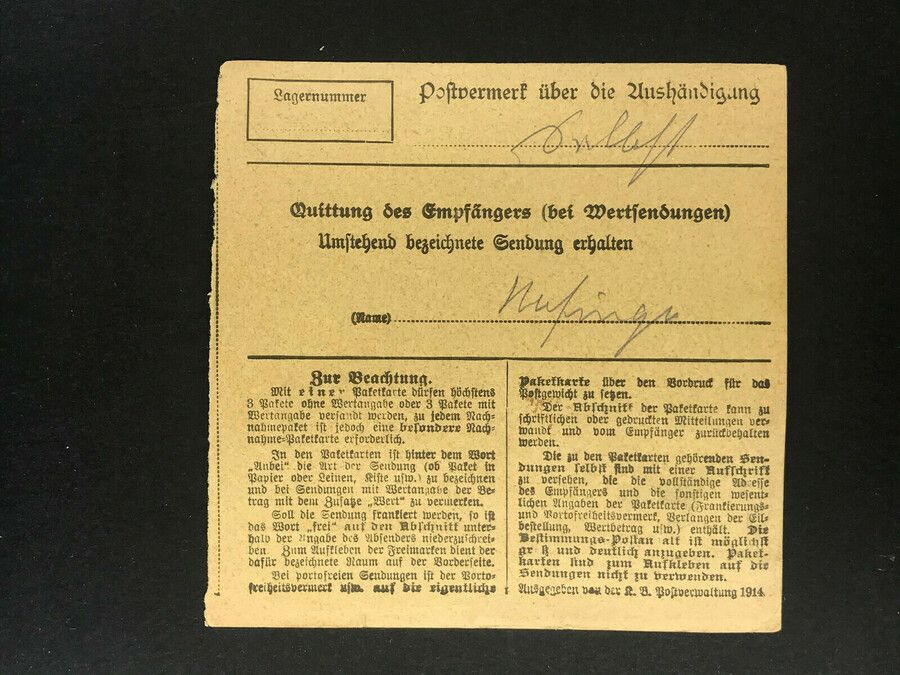 Lagernummer
Postvermerk über die Aushändigung
Quittung des Empfängers (bei Wertsendungen)
Umstehend bezeichnete Sendung erhalten
(Name)
Zur Beachtung.
Mit einer Paketkarte dürfen höchstens
3 Pakete ohne Wertangabe oder 3 Pakete mit
Wertangabe versandt werden, zu jedem Nach-
nahmepaket ist jedoch eine besondere Nach-
nahme-Paketkarte erforderlich.
In den Paketkarten ist hinter dem Wort
„Anbei“ die Art der Sendung (ob Paket in
Papier oder Leinen, Kiste usw.) zu bezeichnen
und bei Sendungen mit Wertangabe der Be-
trag mit dem Zusatze „Wert“ zu vermerken.
Soll die Sendung frankiert werden, so ist
das Wort „frei“ auf den Abschnitt unter-
halb der Angabe des Absenders niederzuschrei-
ben. Zum Aufkleben der Freimarken dient der
dafür bezeichnete Raum auf der Vorderseite.
Bei portofreien Sendungen ist der Porto-
freiheitsvermerk usw. auf die eigentliche
Paketkarte über den Vordruck für das
Postgewicht zu setzen.
Der Abschnitt der Paketkarte kann zu
schriftlichen oder gedruckten Mitteilungen ver-
wandt und vom Empfänger zurückbehalten
werden.
Die zu den Paketkarten gehörenden Sen-
dungen selbst sind mit einer Aufschrift
zu versehen, die die vollständige Adresse
des Empfängers und die sonstigen wesent-
lichen Angaben der Paketkarte (Frankierungs-
und Portofreiheitsvermerk, Verlangen der Eil-
bestellung, Wertbetrag usw.) enthält. Die
Bestimmungs-Postan alt ist möglichst
gr ß und deutlich anzugeben. Paket-
karten sind zum Aufkleben auf die
Sendungen nicht zu verwenden.
Ausgegeben von der K. B. Postverwaltung 1914